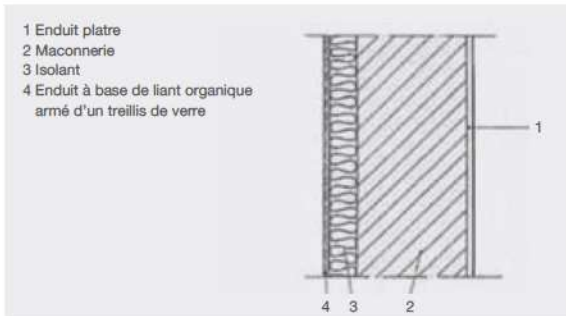 1 Enduit platre
2 Maconnerie
3 Isolant
4 Enduit à base de liant organique
armé d'un treillis de verre
1
4 3 2